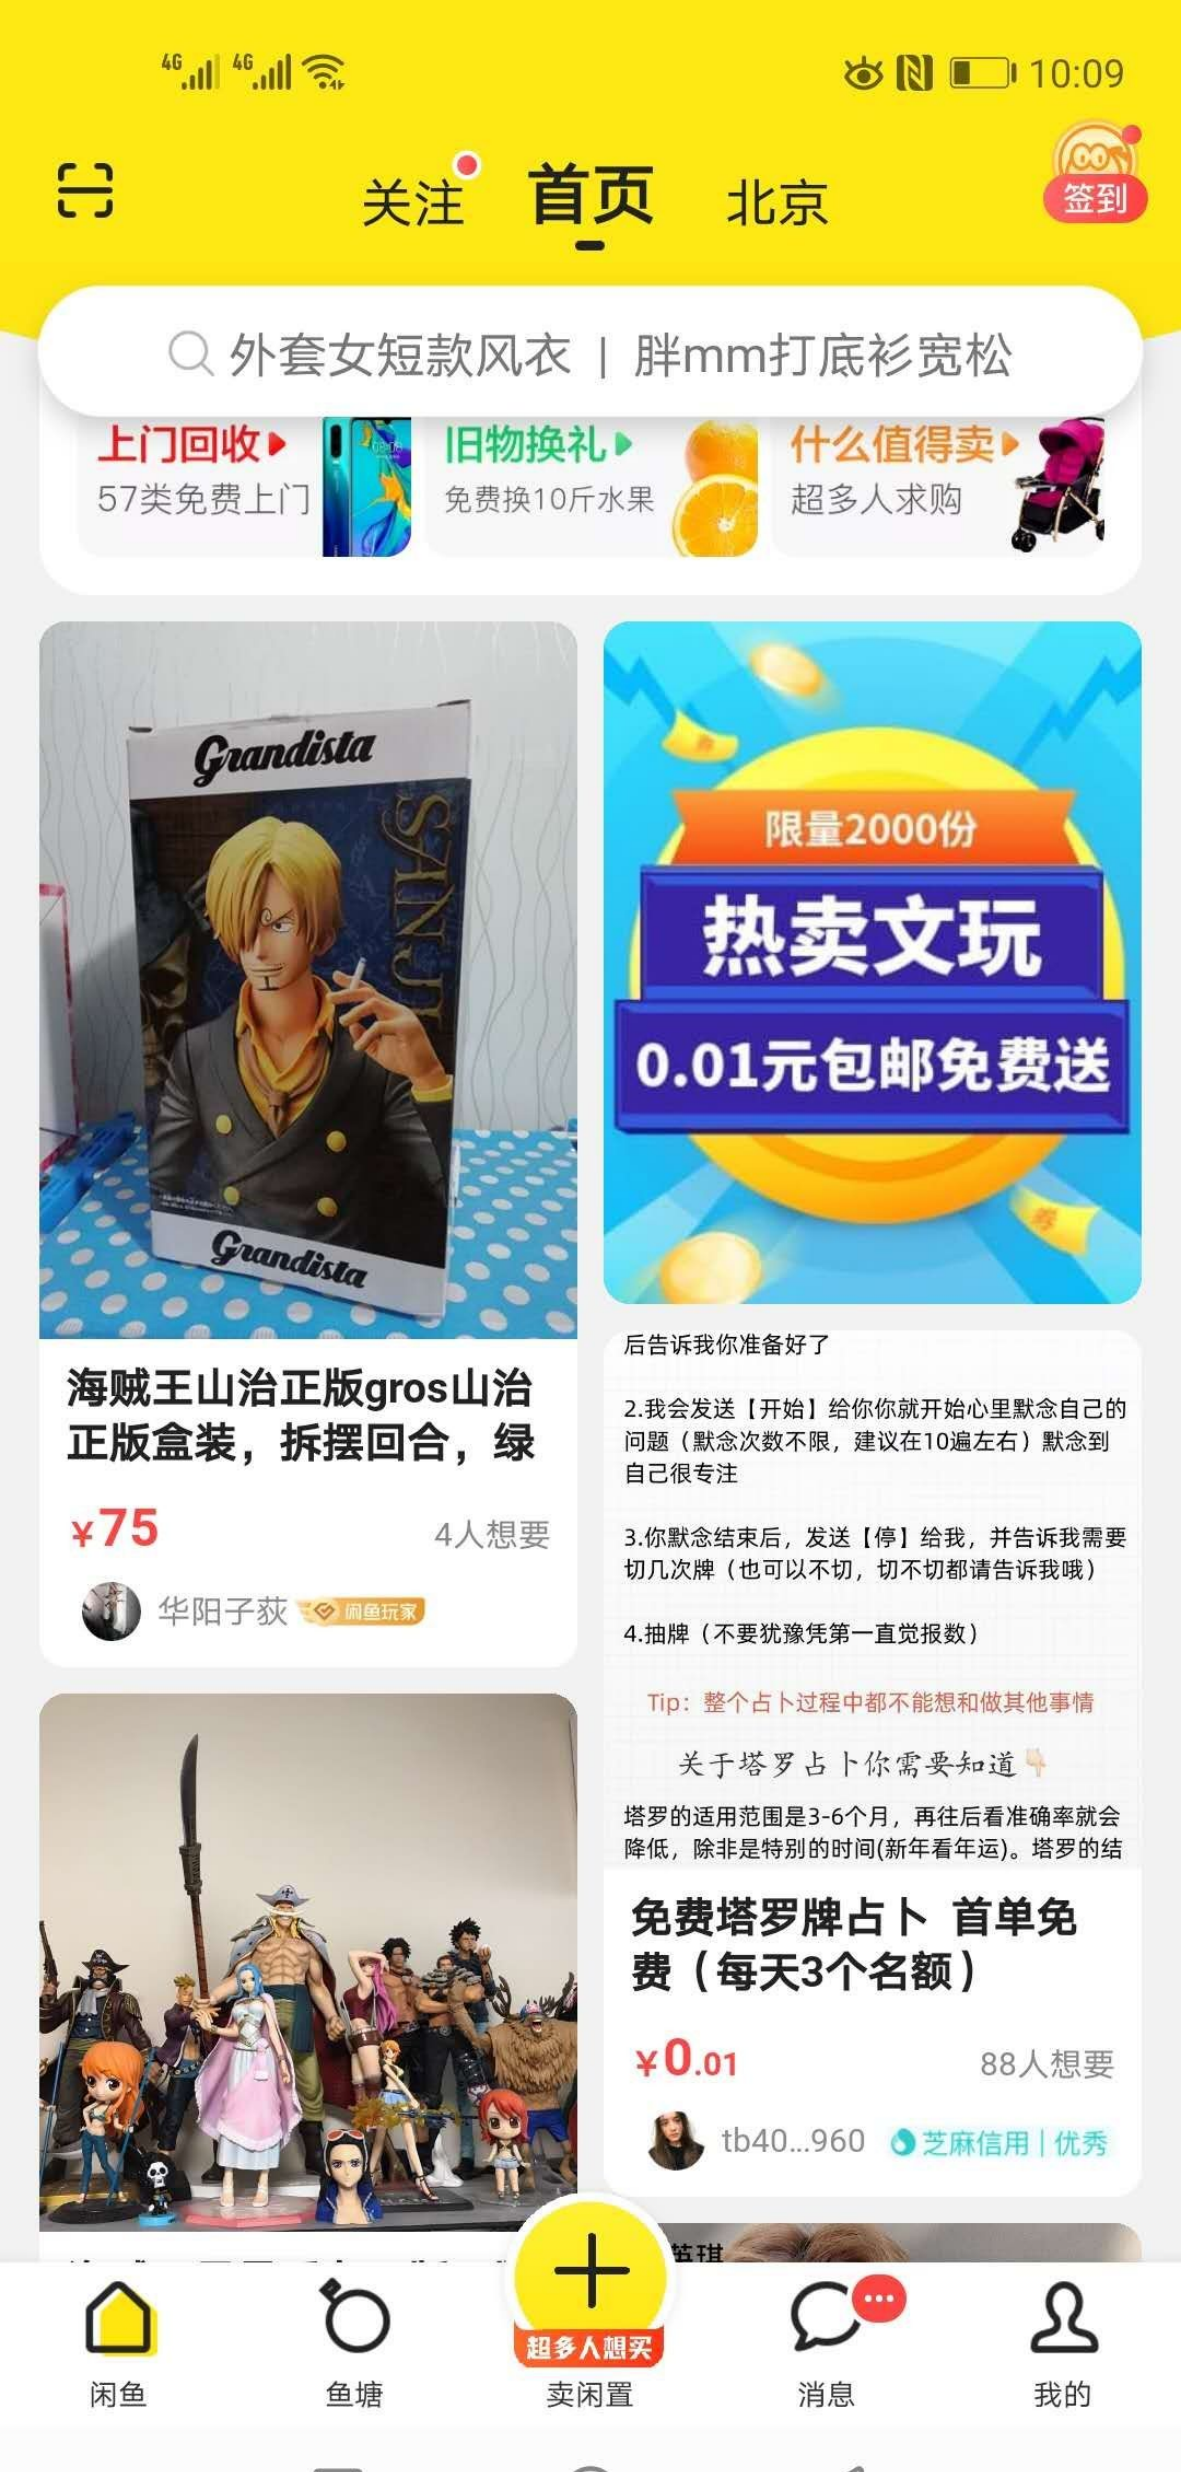 4G 4G 10:09
关注 首页 北京 签到
外套女短款风衣 | 胖mm打底衫宽松
上门回收 旧物换礼 什么值得卖
57类免费上门 免费换10斤水果 超多人求购
Grandista
SANJI
Grandista
海贼王山治正版gros山治
正版盒装，拆摆回合，绿
¥75 4人想要
华阳子荻 闲鱼玩家
限量2000份
热卖文玩
0.01元包邮免费送
券
后告诉我你准备好了
2.我会发送【开始】给你你就开始心里默念自己的
问题（默念次数不限，建议在10遍左右）默念到
自己很专注
3.你默念结束后，发送【停】给我，并告诉我需要
切几次牌（也可以不切，切不切都请告诉我哦）
4.抽牌（不要犹豫凭第一直觉报数）
Tip：整个占卜过程中都不能想和做其他事情
关于塔罗占卜你需要知道👇🏻
塔罗的适用范围是3-6个月，再往后看准确率就会
降低，除非是特别的时间(新年看年运)。塔罗的结
免费塔罗牌占卜 首单免
费（每天3个名额）
¥0.01 88人想要
tb40...960 芝麻信用 | 优秀
英琪
超多人想买
闲鱼 鱼塘 卖闲置 消息 我的